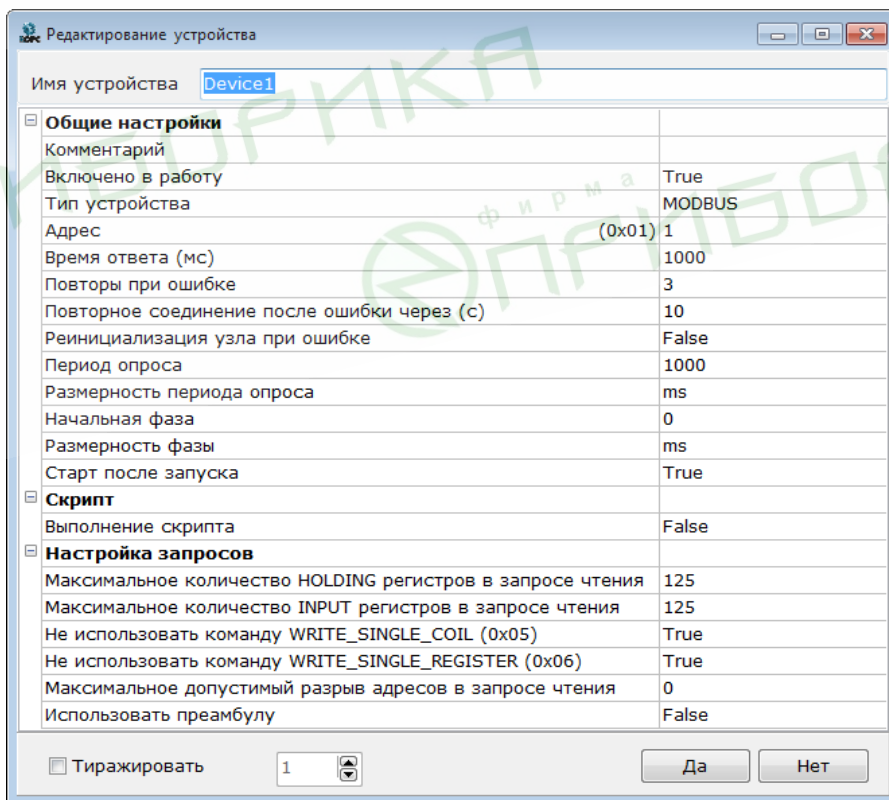 Редактирование устройства
Имя устройства Device1
Общие настройки
Комментарий
Включено в работу True
Тип устройства MODBUS
Адрес (0x01) 1
Время ответа (мс) 1000
Повторы при ошибке 3
Повторное соединение после ошибки через (с) 10
Реинициализация узла при ошибке False
Период опроса 1000
Размерность периода опроса ms
Начальная фаза 0
Размерность фазы ms
Старт после запуска True
Скрипт
Выполнение скрипта False
Настройка запросов
Максимальное количество HOLDING регистров в запросе чтения 125
Максимальное количество INPUT регистров в запросе чтения 125
Не использовать команду WRITE_SINGLE_COIL (0x05) True
Не использовать команду WRITE_SINGLE_REGISTER (0x06) True
Максимальное допустимый разрыв адресов в запросе чтения 0
Использовать преамбулу False
Тиражировать 1 Да Нет
фирма